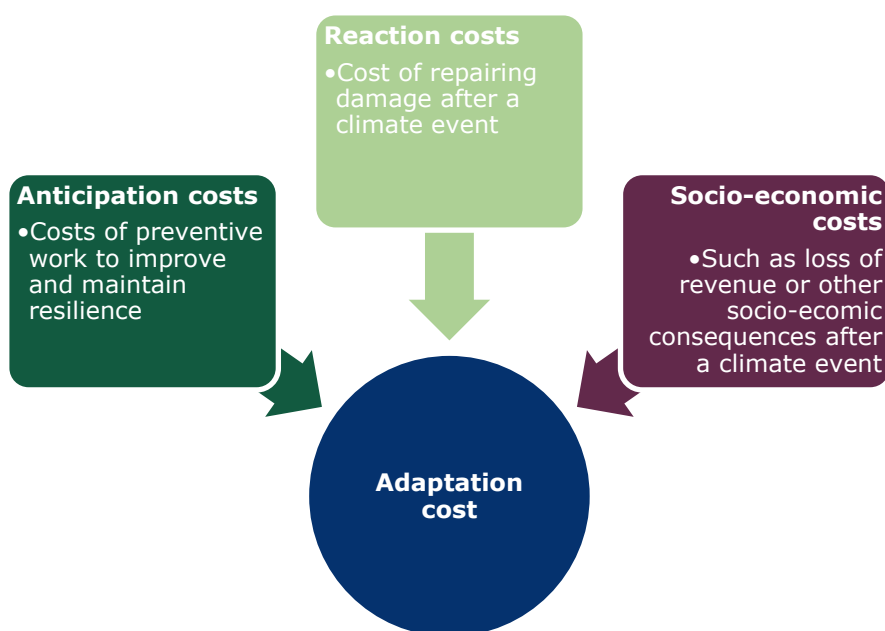 Reaction costs
•Cost of repairing
damage after a
climate event
Anticipation costs
•Costs of preventive
work to improve
and maintain
resilience
Socio-economic
costs
•Such as loss of
revenue or other
socio-ecomic
consequences after
a climate event
Adaptation
cost